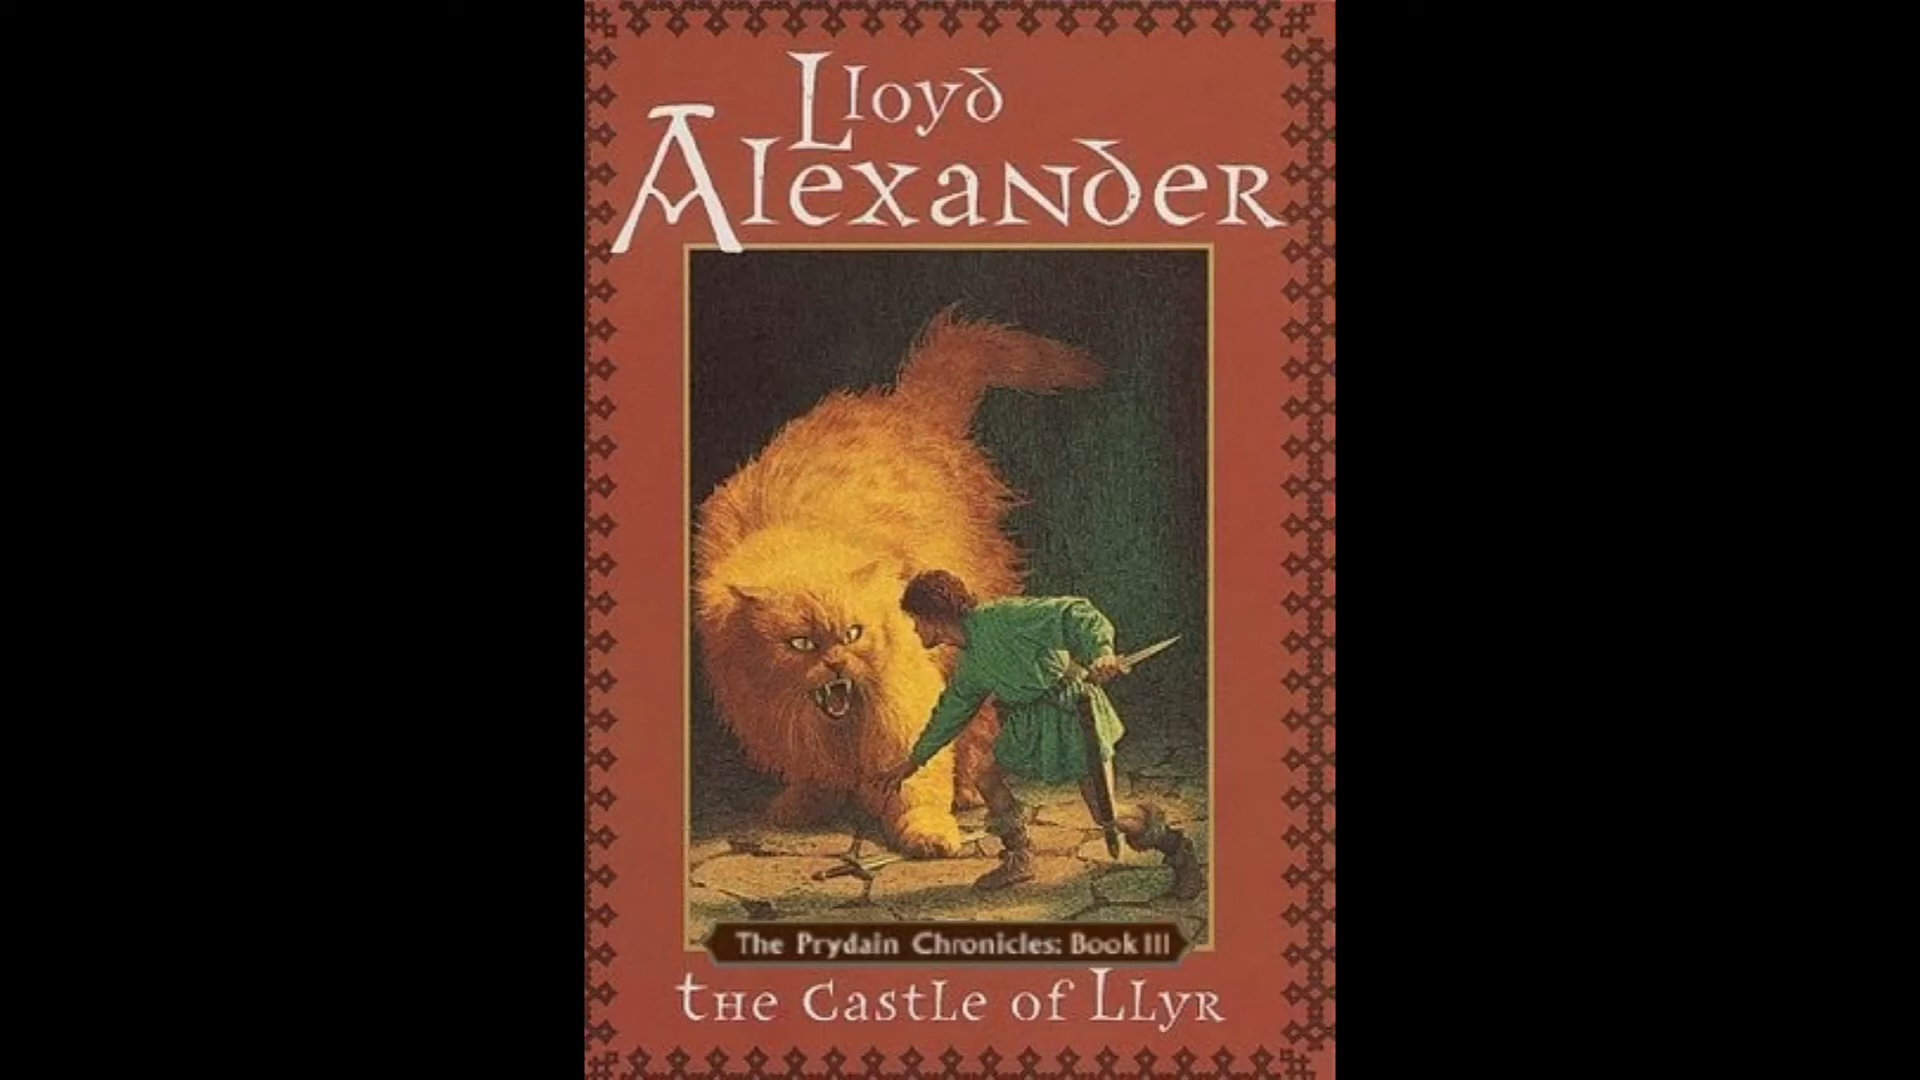 Lloyd
Alexander
The Prydain Chronicles: Book III
the Castle of Llyr